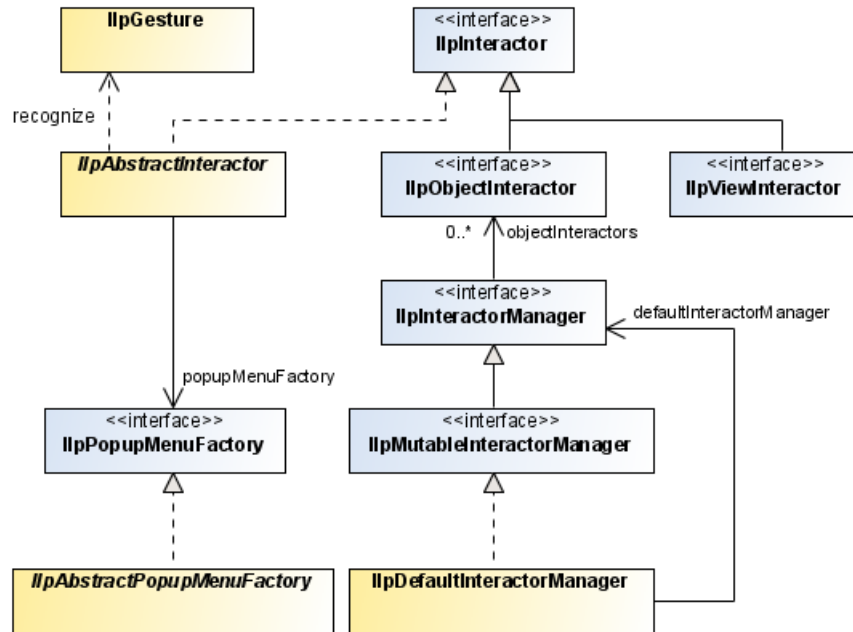 IlpGesture
<<interface>>
IlpInteractor
recognize
IlpAbstractInteractor
<<interface>>
IlpObjectInteractor
<<interface>>
IlpViewInteractor
0..* objectInteractors
<<interface>>
IlpInteractorManager
defaultInteractorManager
popupMenuFactory
<<interface>>
IlpPopupMenuFactory
<<interface>>
IlpMutableInteractorManager
IlpAbstractPopupMenuFactory
IlpDefaultInteractorManager